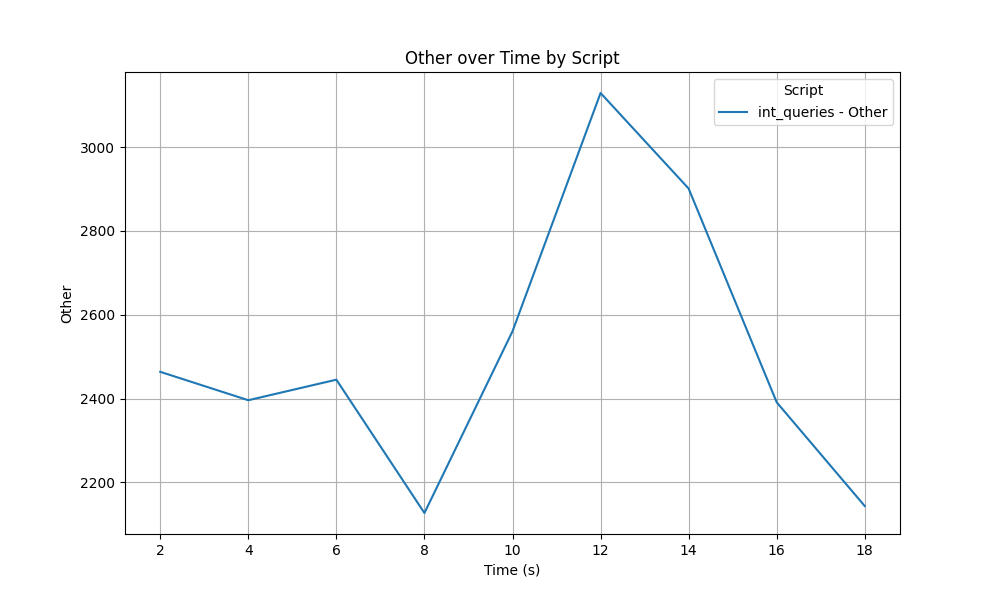 Other over Time by Script
Script
int_queries - Other
3000
2800
2600
2400
2200
Other
2 4 6 8 10 12 14 16 18
Time (s)